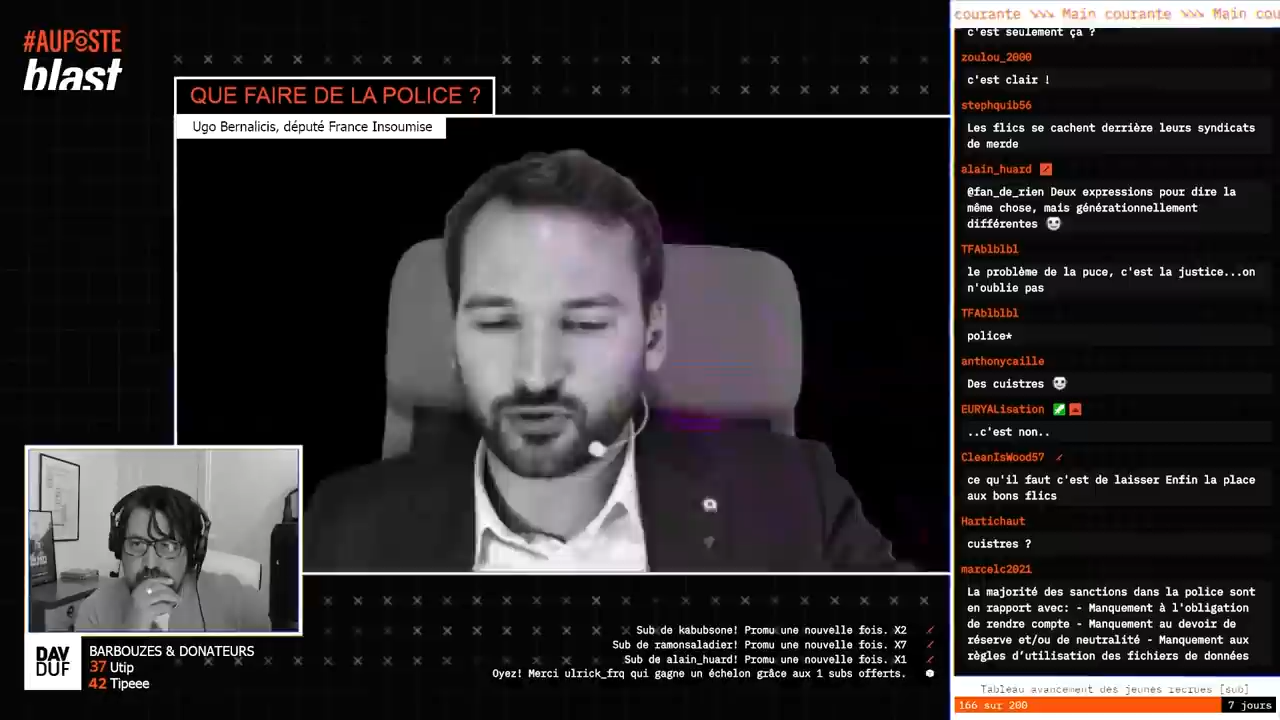 #AUPOSTE
blast
QUE FAIRE DE LA POLICE ?
Ugo Bernalicis, député France Insoumise
DAV
DUF
BARBOUZES & DONATEURS
37 Utip
42 Tipeee
Sub de kabubsone! Promu une nouvelle fois. X2
Sub de ramonsaladier! Promu une nouvelle fois. X7
Sub de alain_huard! Promu une nouvelle fois. X1
Oyez! Merci ulrick_frq qui gagne un échelon grâce aux 1 subs offerts.
courante Main courante Main cou
c'est seulement ça ?
zoulou_2000
c'est clair !
stephquib56
Les flics se cachent derrière leurs syndicats
de merde
alain_huard
@fan_de_rien Deux expressions pour dire la
même chose, mais générationnellement
différentes
TFAblblbl
le problème de la puce, c'est la justice...on
n'oublie pas
TFAblblbl
police*
anthonycaille
Des cuistres
EURYALisation
..c'est non..
CleanIsWood57
ce qu'il faut c'est de laisser Enfin la place
aux bons flics
Hartichaut
cuistres ?
marcelc2021
La majorité des sanctions dans la police sont
en rapport avec: - Manquement à l'obligation
de rendre compte - Manquement au devoir de
réserve et/ou de neutralité - Manquement aux
règles d’utilisation des fichiers de données
Tableau avancement des jeunes recrues [sub]
166 sur 200
7 jours